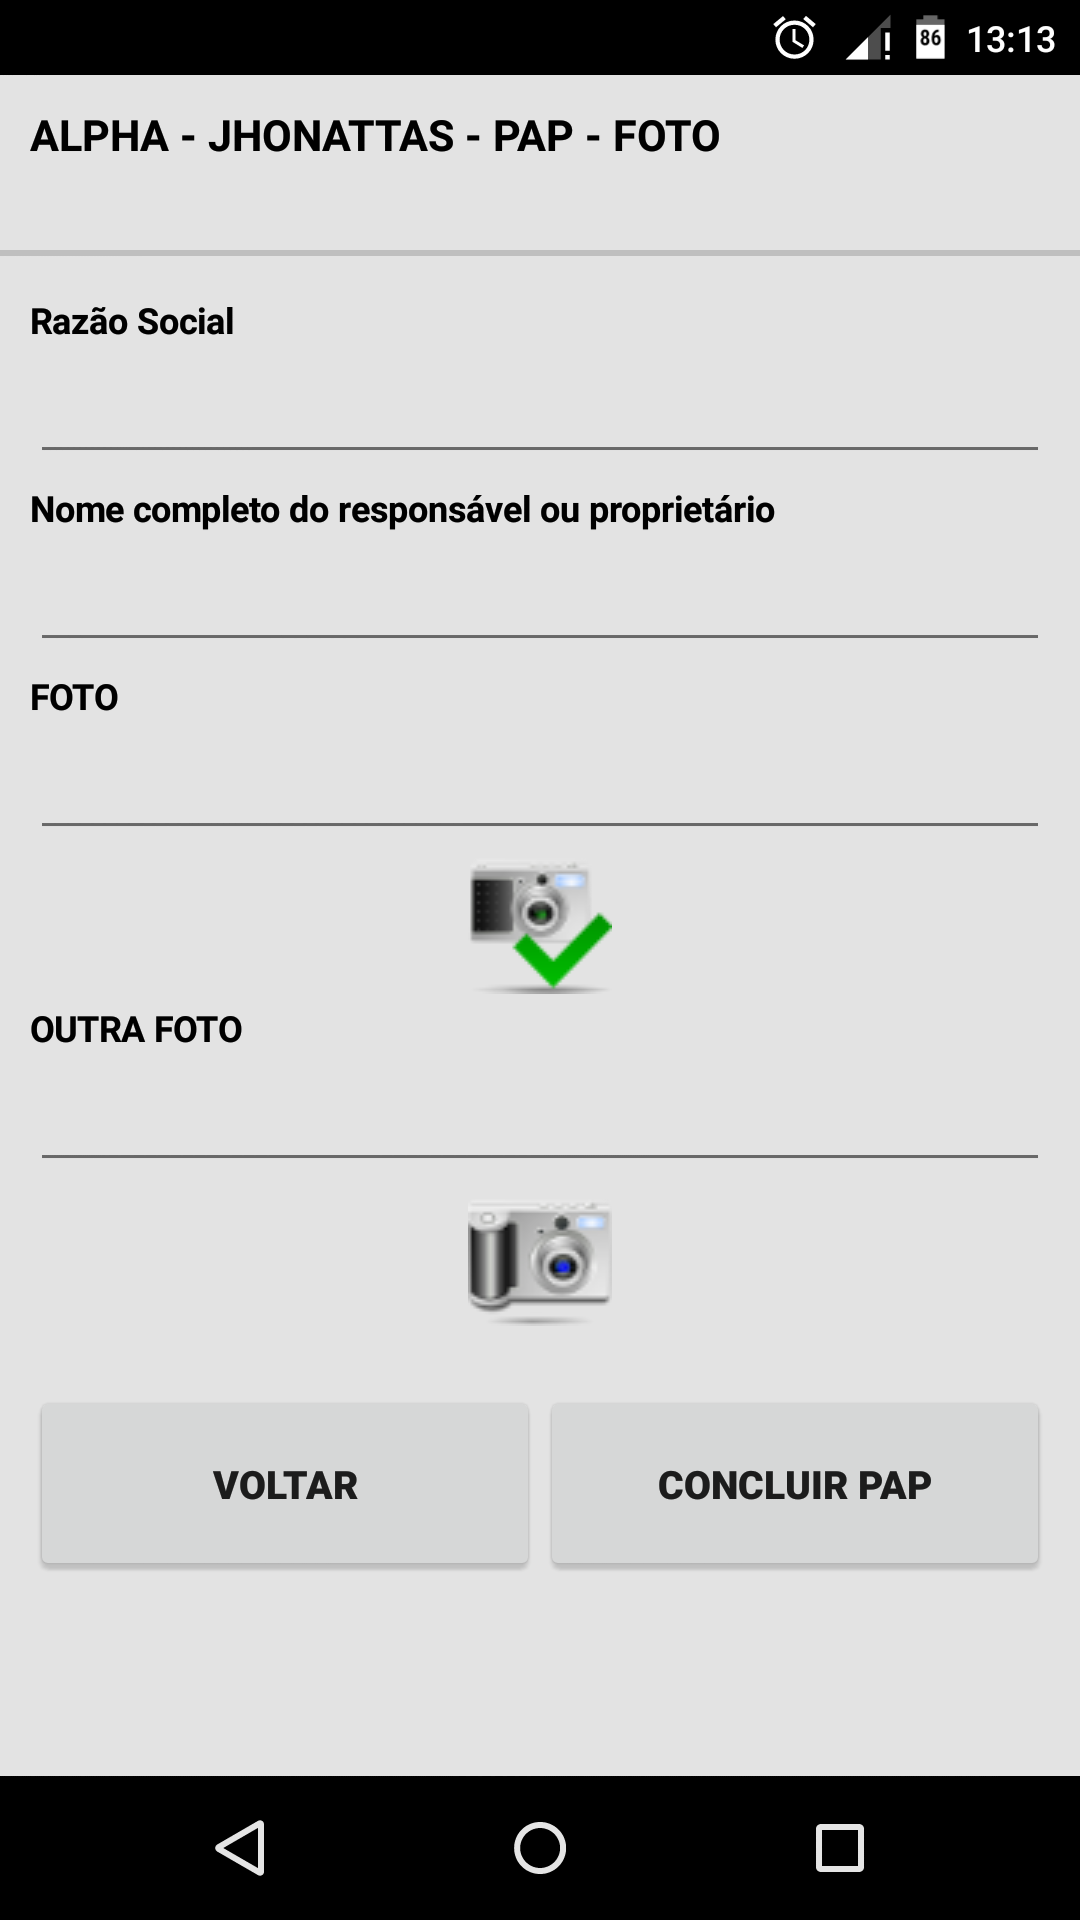 86 13:13
ALPHA - JHONATTAS - PAP - FOTO
Razão Social
Nome completo do responsável ou proprietário
FOTO
OUTRA FOTO
VOLTAR CONCLUIR PAP